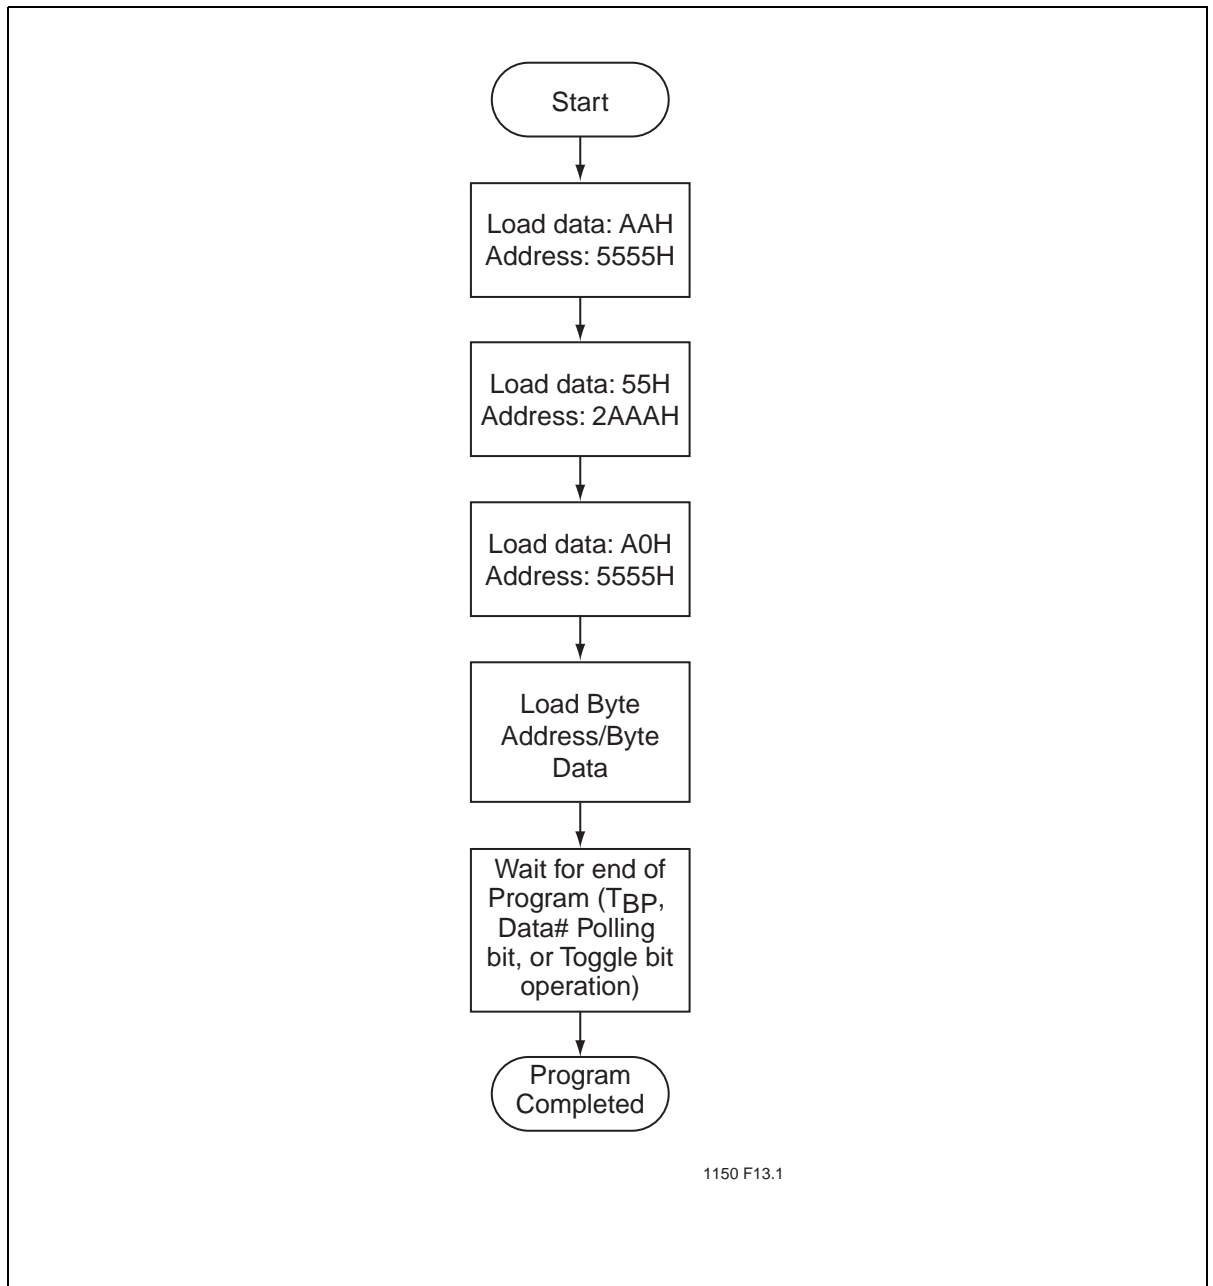 Start
Load data: AAH
Address: 5555H
Load data: 55H
Address: 2AAAH
Load data: A0H
Address: 5555H
Load Byte
Address/Byte
Data
Wait for end of
Program (TBP,
Data# Polling
bit, or Toggle bit
operation)
Program
Completed
1150 F13.1